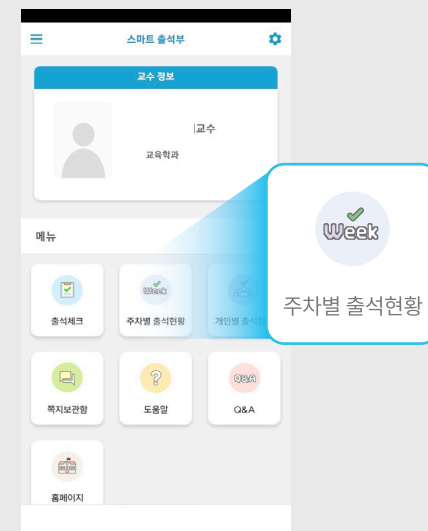 스마트 출석부
교수 정보
교수
교육학과
메뉴
Week
출석체크
Week
주차별 출석현황
개인별 출석현
Week
주차별 출석현황
Q&A
쪽지보관함
도움말
Q&A
홈페이지